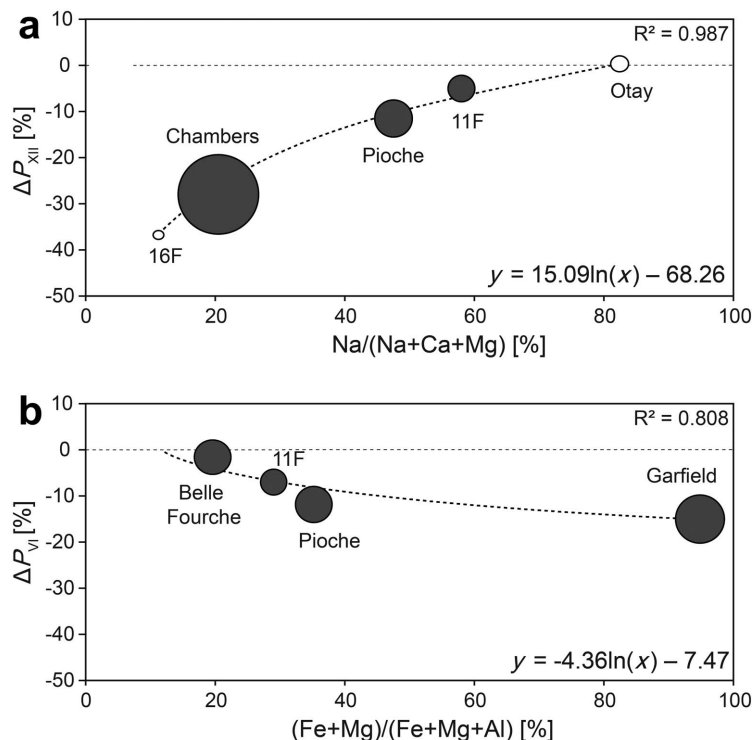 a
R² = 0.987
10
0
-10
-20
-30
-40
-50
ΔP_XII [%]
Chambers
16F
Pioche
11F
Otay
y = 15.09ln(x) – 68.26
0 20 40 60 80 100
Na/(Na+Ca+Mg) [%]
b
R² = 0.808
10
0
-10
-20
-30
-40
-50
ΔP_VI [%]
Belle
Fourche
11F
Pioche
Garfield
y = -4.36ln(x) – 7.47
0 20 40 60 80 100
(Fe+Mg)/(Fe+Mg+Al) [%]